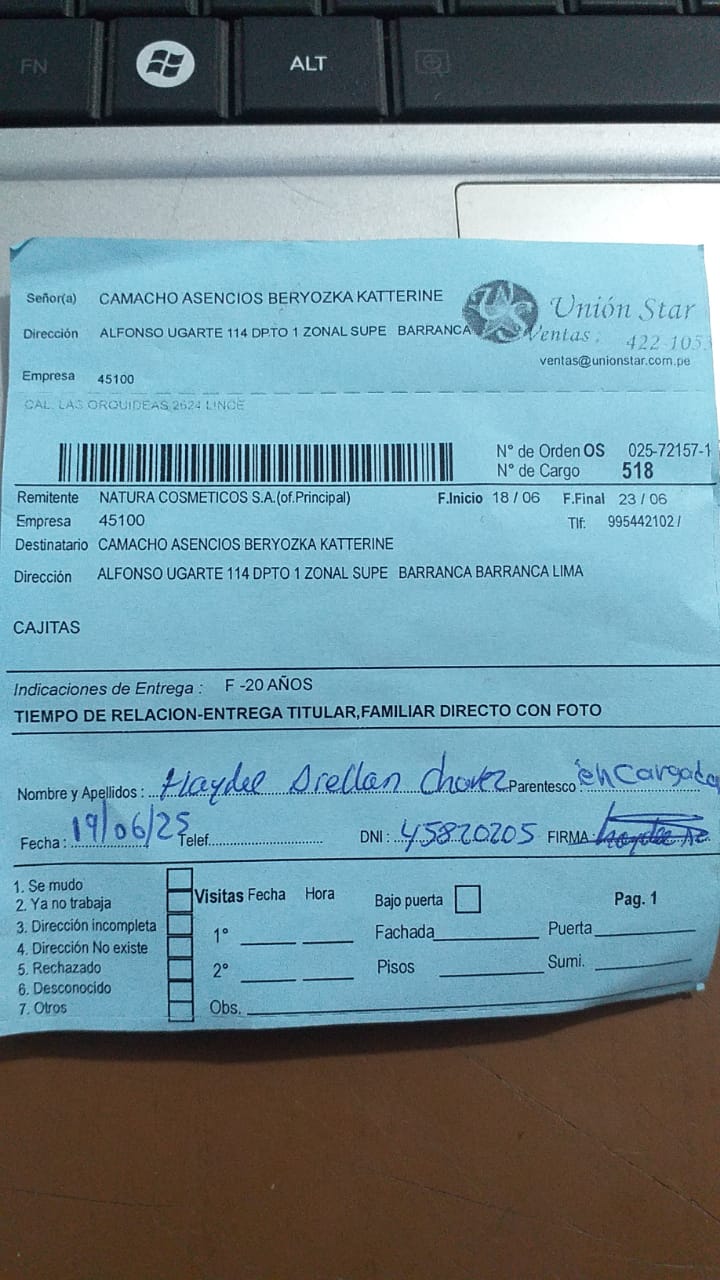 FN
ALT
Señor(a) CAMACHO ASENCIOS BERYOZKA KATTERINE
Unión Star
Dirección ALFONSO UGARTE 114 DPTO 1 ZONAL SUPE BARRANCA
Ventas: 422-1053
ventas@unionstar.com.pe
Empresa 45100
CAL. LAS ORQUIDEAS 2624 LINCE
N° de Orden OS 025-72157-1
N° de Cargo 518
Remitente NATURA COSMETICOS S.A.(of.Principal) F.Inicio 18 / 06 F.Final 23 / 06
Empresa 45100 Tlf: 995442102 /
Destinatario CAMACHO ASENCIOS BERYOZKA KATTERINE
Dirección ALFONSO UGARTE 114 DPTO 1 ZONAL SUPE BARRANCA BARRANCA LIMA
CAJITAS
Indicaciones de Entrega : F -20 AÑOS
TIEMPO DE RELACION-ENTREGA TITULAR,FAMILIAR DIRECTO CON FOTO
Nombre y Apellidos : Haydee Arellan Chavez Parentesco encargada
Fecha : 19/06/25 Telef. DNI : 45820205 FIRMA
1. Se mudo
2. Ya no trabaja
3. Dirección incompleta
4. Dirección No existe
5. Rechazado
6. Desconocido
7. Otros
Visitas Fecha Hora
1°
2°
Obs.
Bajo puerta Pag. 1
Fachada Puerta
Pisos Sumi.